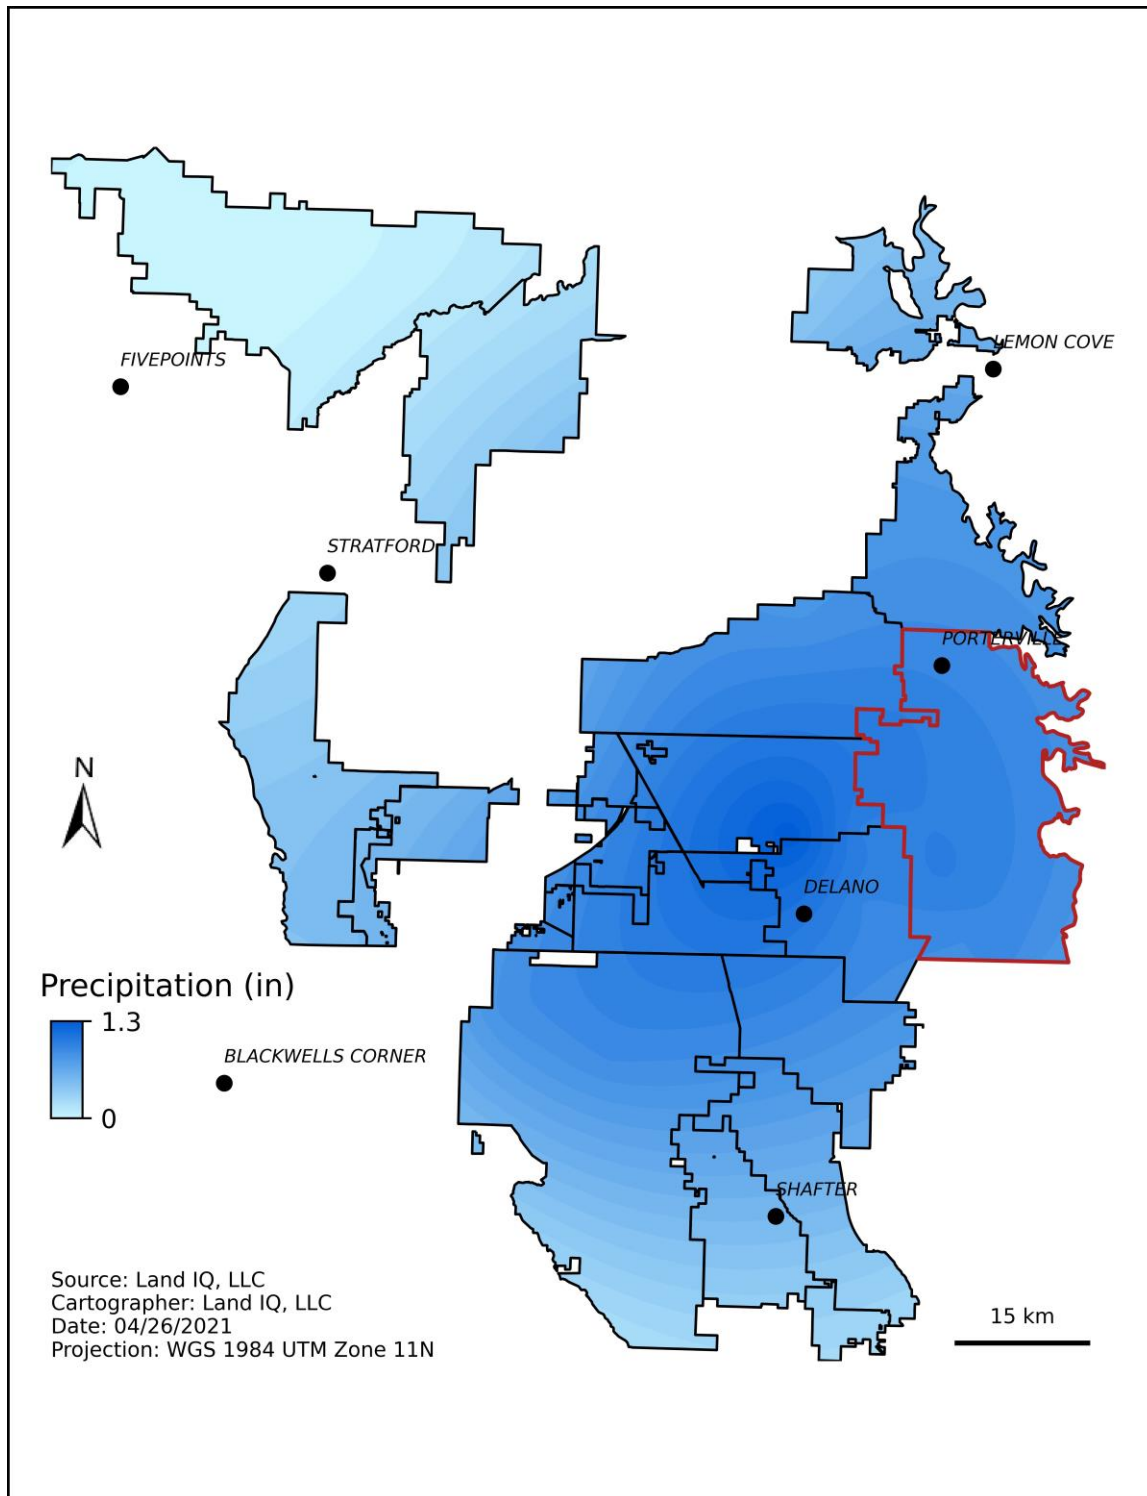 LEMON COVE
FIVEPOINTS
STRATFORD
PORTERVILLE
N
DELANO
Precipitation (in)
1.3
0
BLACKWELLS CORNER
SHAFTER
Source: Land IQ, LLC
Cartographer: Land IQ, LLC
Date: 04/26/2021
Projection: WGS 1984 UTM Zone 11N
15 km